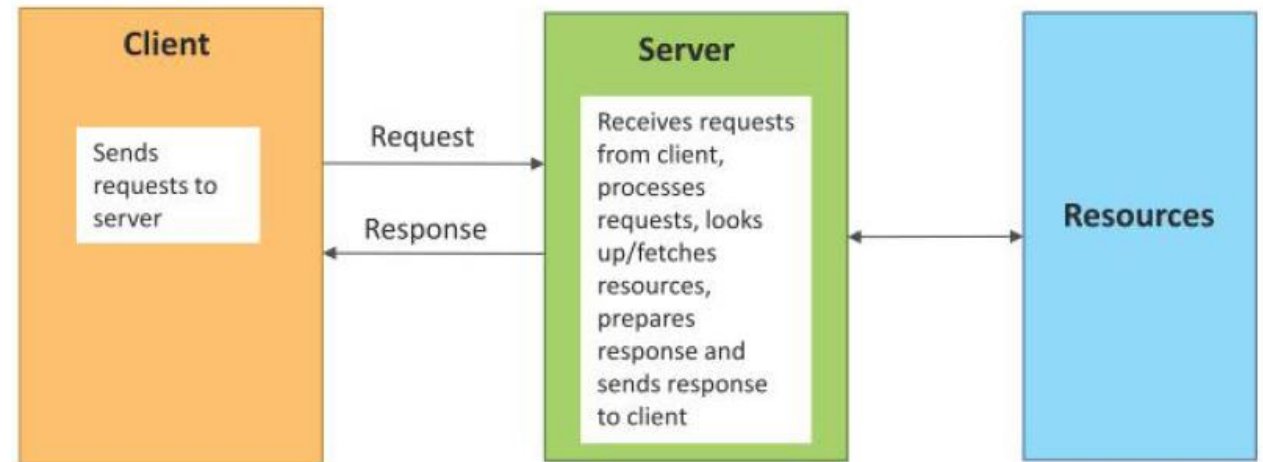 Client
Sends
requests to
server
Request
Response
Server
Receives requests
from client,
processes
requests, looks
up/fetches
resources,
prepares
response and
sends response
to client
Resources